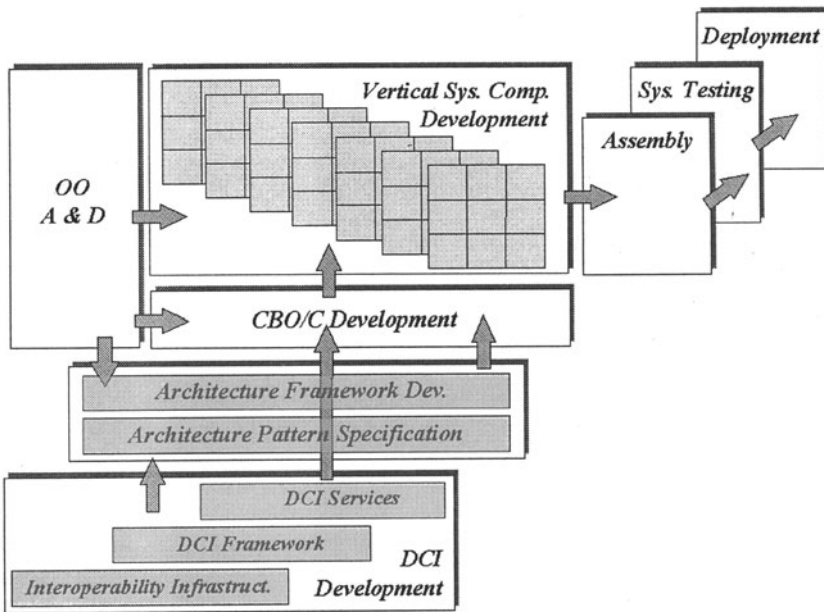 Deployment
Sys. Testing
Assembly
Vertical Sys. Comp.
Development
OO
A & D
CBO/C Development
Architecture Framework Dev.
Architecture Pattern Specification
DCI Services
DCI Framework
Interoperability Infrastruct.
DCI
Development